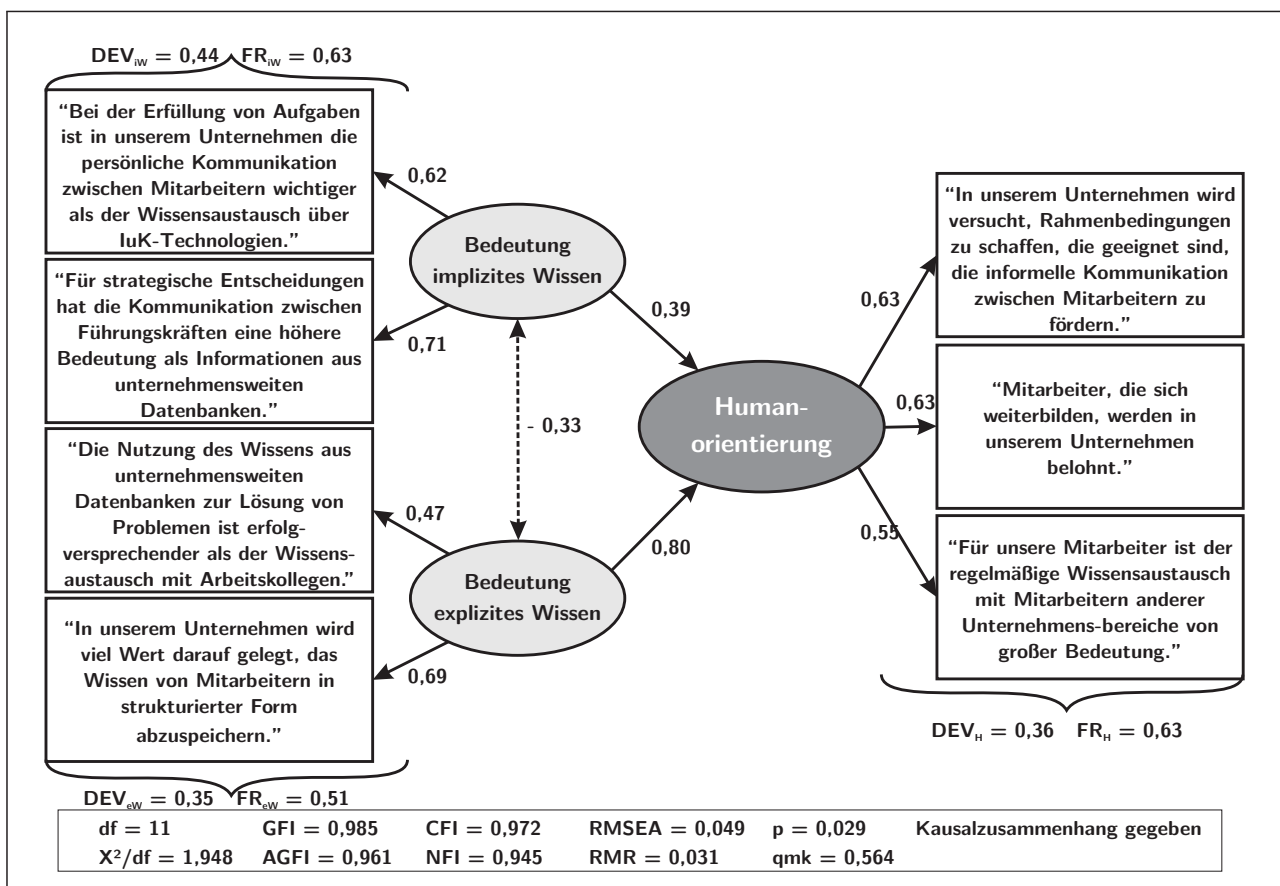 DEViW = 0,44 FRiW = 0,63
“Bei der Erfüllung von Aufgaben
ist in unserem Unternehmen die
persönliche Kommunikation
zwischen Mitarbeitern wichtiger
als der Wissensaustausch über
IuK-Technologien.”
“Für strategische Entscheidungen
hat die Kommunikation zwischen
Führungskräften eine höhere
Bedeutung als Informationen aus
unternehmensweiten
Datenbanken.”
“Die Nutzung des Wissens aus
unternehmensweiten
Datenbanken zur Lösung von
Problemen ist erfolg-
versprechender als der Wissens-
austausch mit Arbeitskollegen.”
“In unserem Unternehmen wird
viel Wert darauf gelegt, das
Wissen von Mitarbeitern in
strukturierter Form
abzuspeichern.”
DEVeW = 0,35 FReW = 0,51
0,62
0,71
0,47
0,69
Bedeutung
implizites Wissen
- 0,33
Bedeutung
explizites Wissen
0,39
0,80
Human-
orientierung
0,63
0,63
0,55
“In unserem Unternehmen wird
versucht, Rahmenbedingungen
zu schaffen, die geeignet sind,
die informelle Kommunikation
zwischen Mitarbeitern zu
fördern.”
“Mitarbeiter, die sich
weiterbilden, werden in
unserem Unternehmen
belohnt.”
“Für unsere Mitarbeiter ist der
regelmäßige Wissensaustausch
mit Mitarbeitern anderer
Unternehmens-bereiche von
großer Bedeutung.”
DEVH = 0,36 FRH = 0,63
df = 11 GFI = 0,985 CFI = 0,972 RMSEA = 0,049 p = 0,029 Kausalzusammenhang gegeben
X²/df = 1,948 AGFI = 0,961 NFI = 0,945 RMR = 0,031 qmk = 0,564